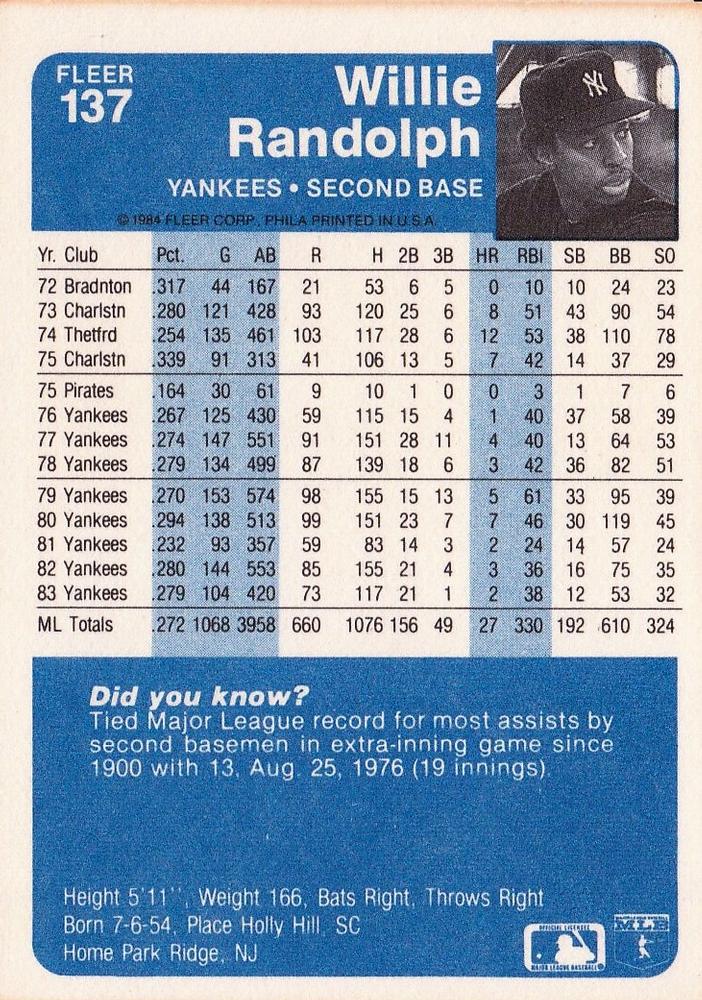 FLEER
137
Willie
Randolph
YANKEES • SECOND BASE
© 1984 FLEER CORP., PHILA PRINTED IN U.S.A.
Yr. Club Pct. G AB R H 2B 3B HR RBI SB BB SO
72 Bradnton .317 44 167 21 53 6 5 0 10 10 24 23
73 Charlstn .280 121 428 93 120 25 6 8 51 43 90 54
74 Thetfrd .254 135 461 103 117 28 6 12 53 38 110 78
75 Charlstn .339 91 313 41 106 13 5 7 42 14 37 29
75 Pirates .164 30 61 9 10 1 0 0 3 1 7 6
76 Yankees .267 125 430 59 115 15 4 1 40 37 58 39
77 Yankees .274 147 551 91 151 28 11 4 40 13 64 53
78 Yankees .279 134 499 87 139 18 6 3 42 36 82 51
79 Yankees .270 153 574 98 155 15 13 5 61 33 95 39
80 Yankees .294 138 513 99 151 23 7 7 46 30 119 45
81 Yankees .232 93 357 59 83 14 3 2 24 14 57 24
82 Yankees .280 144 553 85 155 21 4 3 36 16 75 35
83 Yankees .279 104 420 73 117 21 1 2 38 12 53 32
ML Totals .272 1068 3958 660 1076 156 49 27 330 192 610 324
Did you know?
Tied Major League record for most assists by
second basemen in extra-inning game since
1900 with 13, Aug. 25, 1976 (19 innings).
Height 5'11'', Weight 166, Bats Right, Throws Right
Born 7-6-54, Place Holly Hill, SC
Home Park Ridge, NJ
OFFICIAL LICENSEE
MAJOR LEAGUE BASEBALL
MLB